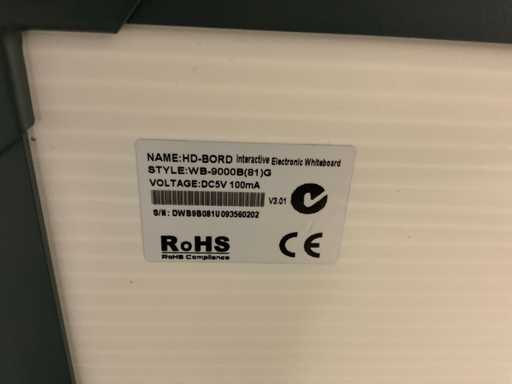 NAME:HD-BORD Interactive Electronic Whiteboard
STYLE:WB-9000B(81)G
VOLTAGE:DC5V 100mA
V3.01
S/N: DWB9B081U093560202
RoHS
RoHS Compliance
CE